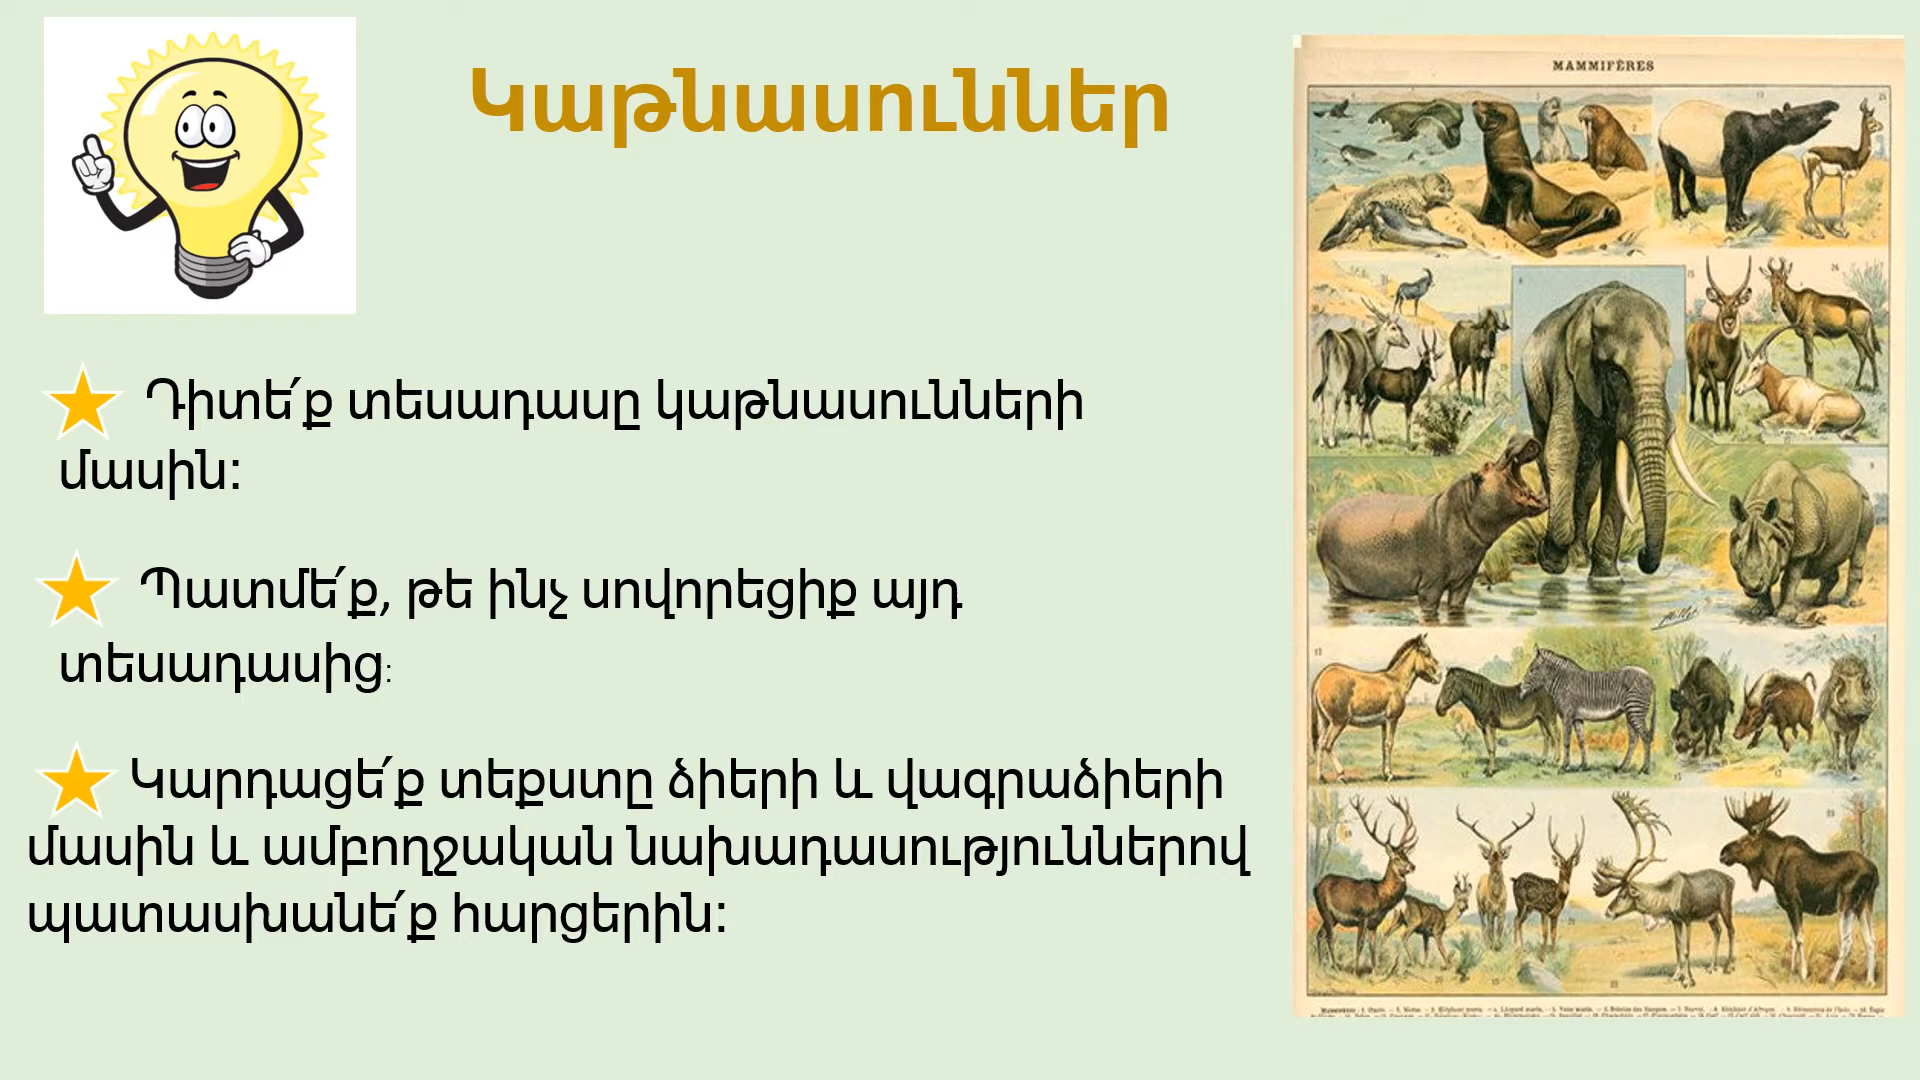 Կաթնասուններ
MAMMIFÈRES
Դիտե՛ք տեսադասը կաթնասունների
մասին:
Պատմե՛ք, թե ինչ սովորեցիք այդ
տեսադասից:
Կարդացե՛ք տեքստը ձիերի և վագրաձիերի
մասին և ամբողջական նախադասություններով
պատասխանե՛ք հարցերին: